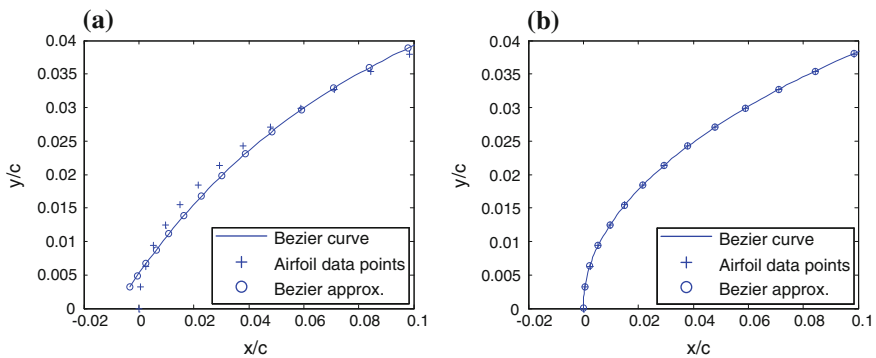 (a)
0.04
0.035
0.03
0.025
0.02
0.015
0.01
0.005
0
y/c
-0.02
0
0.02
0.04
0.06
0.08
0.1
x/c
Bezier curve
Airfoil data points
Bezier approx.
(b)
0.04
0.035
0.03
0.025
0.02
0.015
0.01
0.005
0
y/c
-0.02
0
0.02
0.04
0.06
0.08
0.1
x/c
Bezier curve
Airfoil data points
Bezier approx.